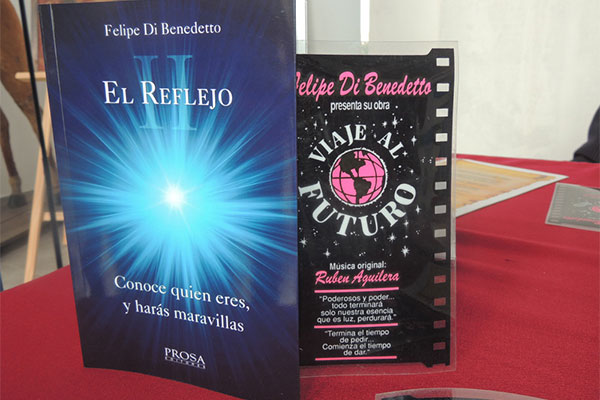 Felipe Di Benedetto
II
EL REFLEJO
Conoce quien eres,
y harás maravillas
PROSA
EDITORES
Felipe Di Benedetto
presenta su obra
VIAJE AL
FUTURO
Música original:
Ruben Aguilera
"Poderosos y poder...
todo terminará
solo nuestra esencia
que es luz, perdurará."
"Termina el tiempo
de pedir...
Comienza el tiempo
de dar."